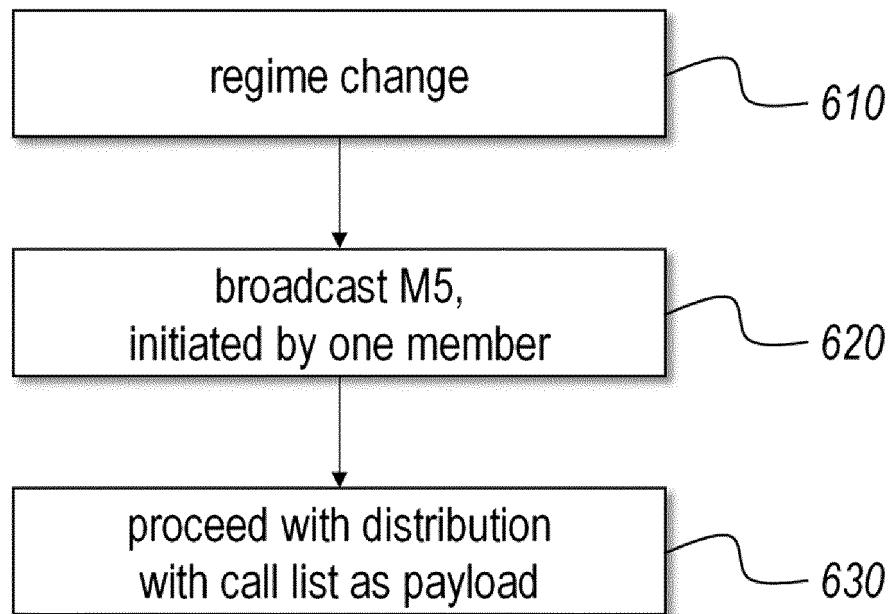 regime change
610
broadcast M5,
initiated by one member
620
proceed with distribution
with call list as payload
630